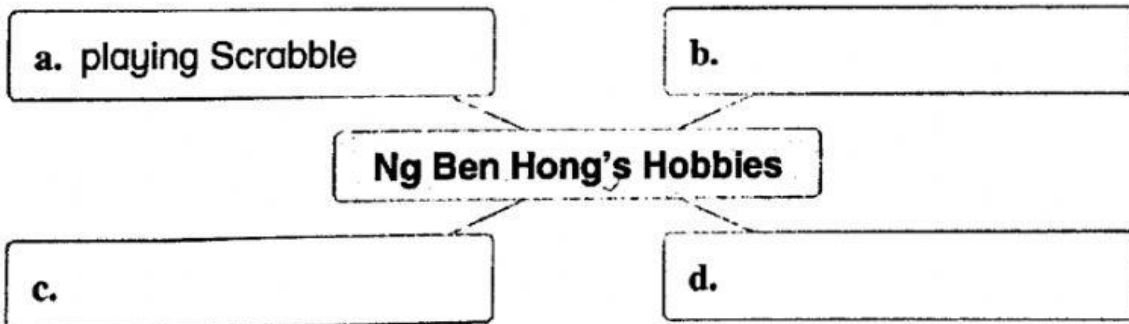 a. playing Scrabble
b.
Ng Ben Hong's Hobbies
c.
d.